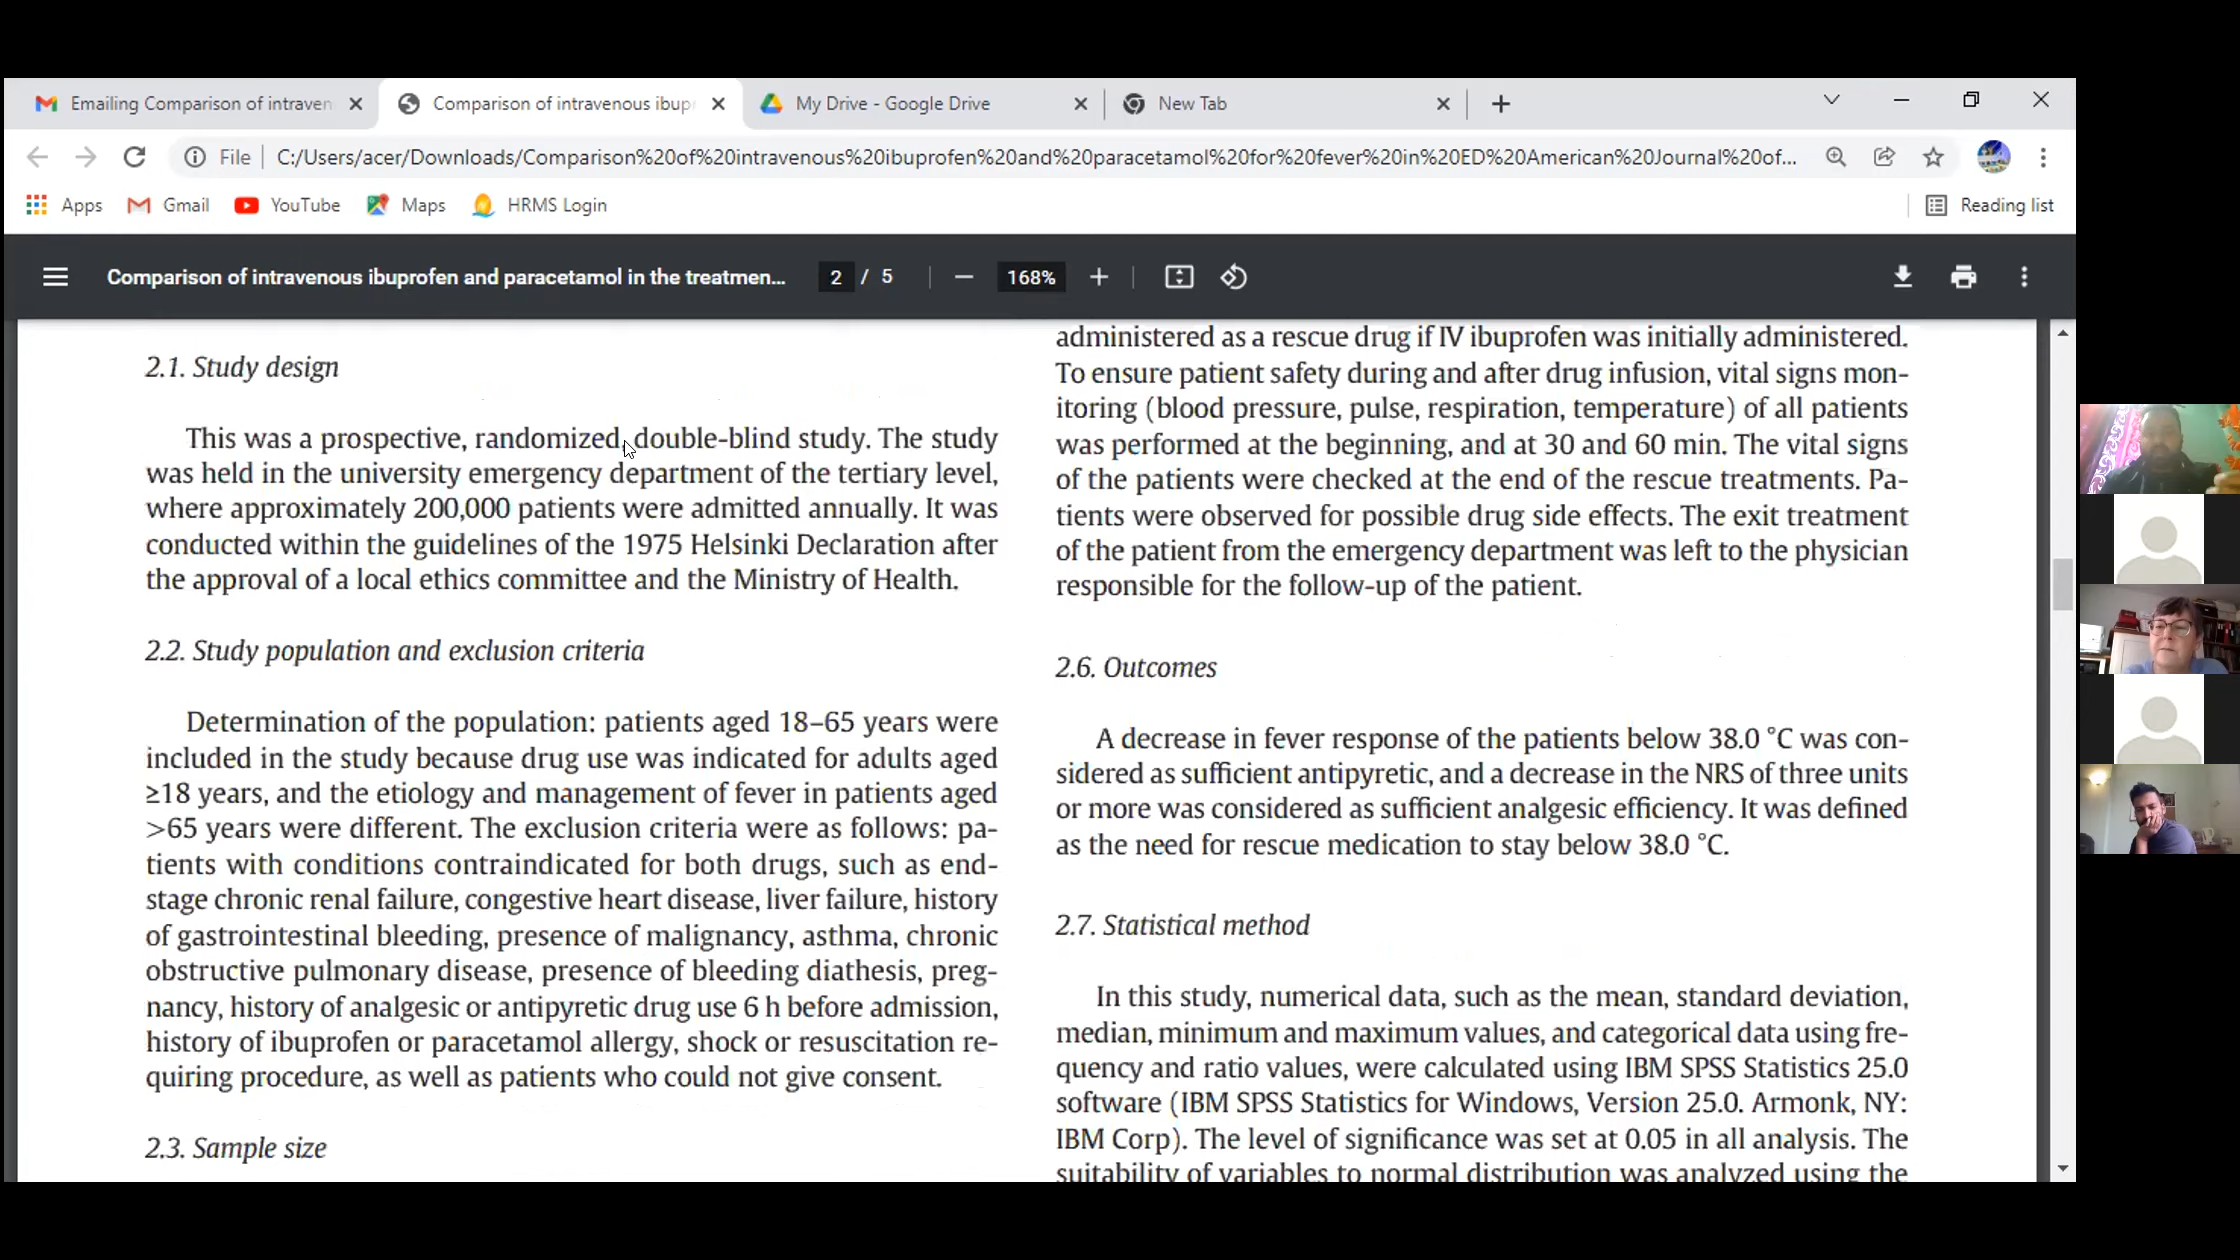 Emailing Comparison of intraven
Comparison of intravenous ibup
My Drive - Google Drive
New Tab
File
C:/Users/acer/Downloads/Comparison%20of%20intravenous%20ibuprofen%20and%20paracetamol%20for%20fever%20in%20ED%20American%20Journal%20of...
Apps
Gmail
YouTube
Maps
HRMS Login
Reading list
Comparison of intravenous ibuprofen and paracetamol in the treatmen...
2 / 5
168%
2.1. Study design
This was a prospective, randomized, double-blind study. The study
was held in the university emergency department of the tertiary level,
where approximately 200,000 patients were admitted annually. It was
conducted within the guidelines of the 1975 Helsinki Declaration after
the approval of a local ethics committee and the Ministry of Health.
2.2. Study population and exclusion criteria
Determination of the population: patients aged 18–65 years were
included in the study because drug use was indicated for adults aged
≥18 years, and the etiology and management of fever in patients aged
>65 years were different. The exclusion criteria were as follows: pa-
tients with conditions contraindicated for both drugs, such as end-
stage chronic renal failure, congestive heart disease, liver failure, history
of gastrointestinal bleeding, presence of malignancy, asthma, chronic
obstructive pulmonary disease, presence of bleeding diathesis, preg-
nancy, history of analgesic or antipyretic drug use 6 h before admission,
history of ibuprofen or paracetamol allergy, shock or resuscitation re-
quiring procedure, as well as patients who could not give consent.
2.3. Sample size
administered as a rescue drug if IV ibuprofen was initially administered.
To ensure patient safety during and after drug infusion, vital signs mon-
itoring (blood pressure, pulse, respiration, temperature) of all patients
was performed at the beginning, and at 30 and 60 min. The vital signs
of the patients were checked at the end of the rescue treatments. Pa-
tients were observed for possible drug side effects. The exit treatment
of the patient from the emergency department was left to the physician
responsible for the follow-up of the patient.
2.6. Outcomes
A decrease in fever response of the patients below 38.0 °C was con-
sidered as sufficient antipyretic, and a decrease in the NRS of three units
or more was considered as sufficient analgesic efficiency. It was defined
as the need for rescue medication to stay below 38.0 °C.
2.7. Statistical method
In this study, numerical data, such as the mean, standard deviation,
median, minimum and maximum values, and categorical data using fre-
quency and ratio values, were calculated using IBM SPSS Statistics 25.0
software (IBM SPSS Statistics for Windows, Version 25.0. Armonk, NY:
IBM Corp). The level of significance was set at 0.05 in all analysis. The
suitability of variables to normal distribution was analyzed using the